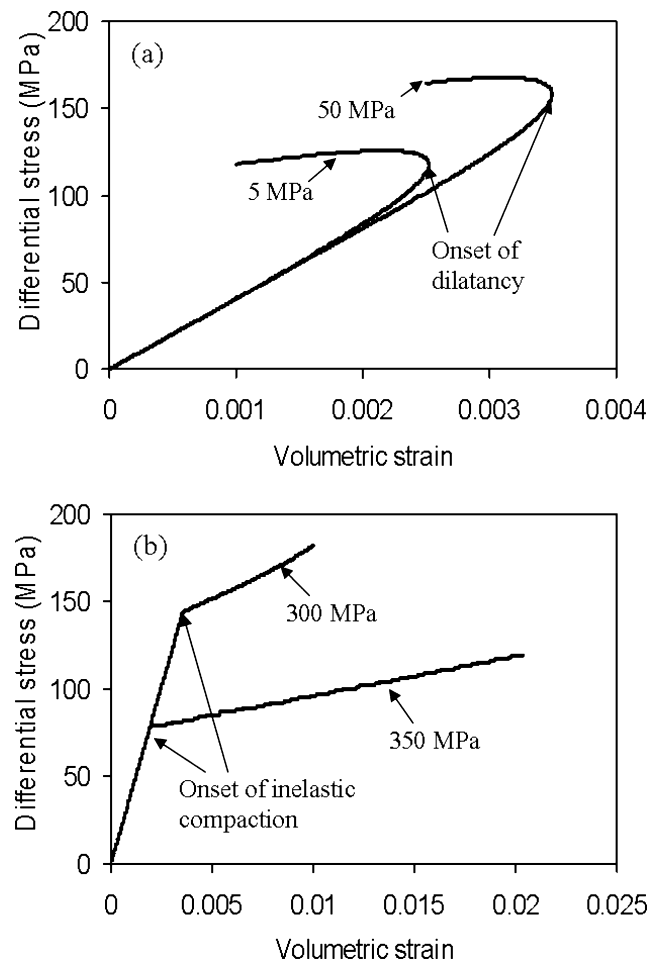 200
(a)
150
50 MPa
100
5 MPa
Onset of
dilatancy
50
0
Differential stress (MPa)
0 0.001 0.002 0.003 0.004
Volumetric strain
200
(b)
150
300 MPa
100
350 MPa
50
Onset of inelastic
compaction
0
Differential stress (MPa)
0 0.005 0.01 0.015 0.02 0.025
Volumetric strain